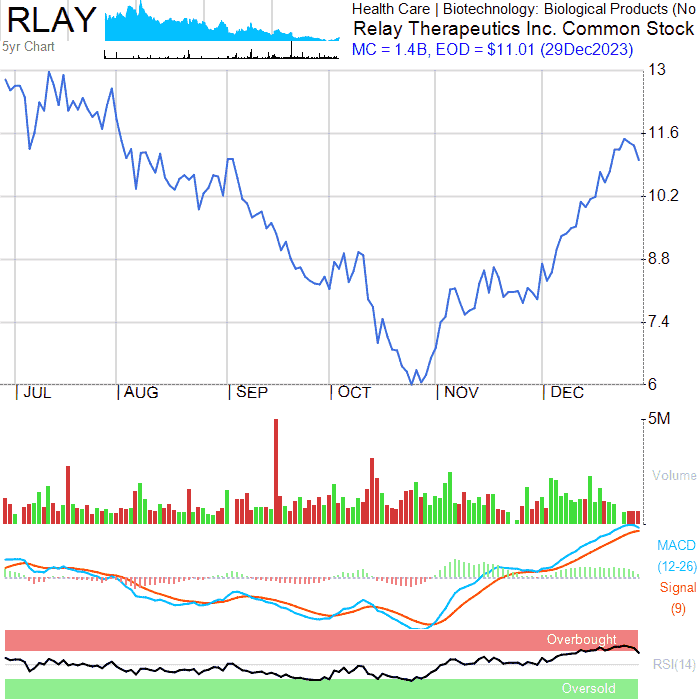 RLAY
5yr Chart
Health Care | Biotechnology: Biological Products (No
Relay Therapeutics Inc. Common Stock
MC = 1.4B, EOD = $11.01 (29Dec2023)
13
11.6
10.2
8.8
7.4
6
JUL AUG SEP OCT NOV DEC
5M
Volume
MACD
(12-26)
Signal
(9)
Overbought
RSI(14)
Oversold